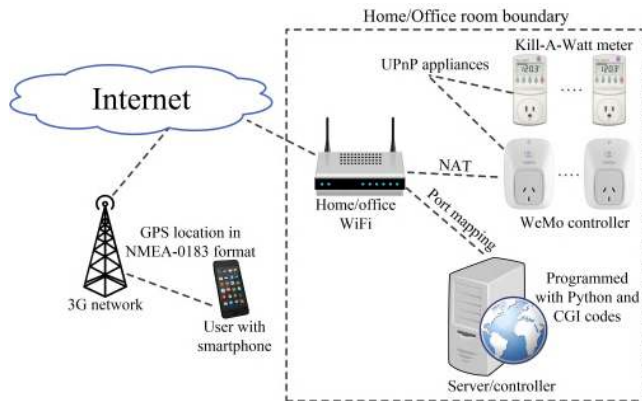 Home/Office room boundary
Kill-A-Watt meter
UPnP appliances
Internet
NAT
Home/office
WiFi
WeMo controller
Port mapping
GPS location in
NMEA-0183 format
3G network
User with
smartphone
Programmed
with Python and
CGI codes
Server/controller